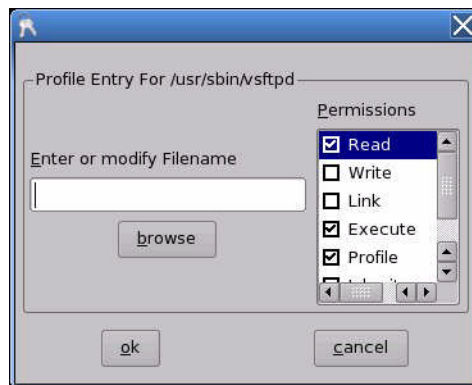 Profile Entry For /usr/sbin/vsftpd
Permissions
Enter or modify Filename
browse
Read
Write
Link
Execute
Profile
ok
cancel